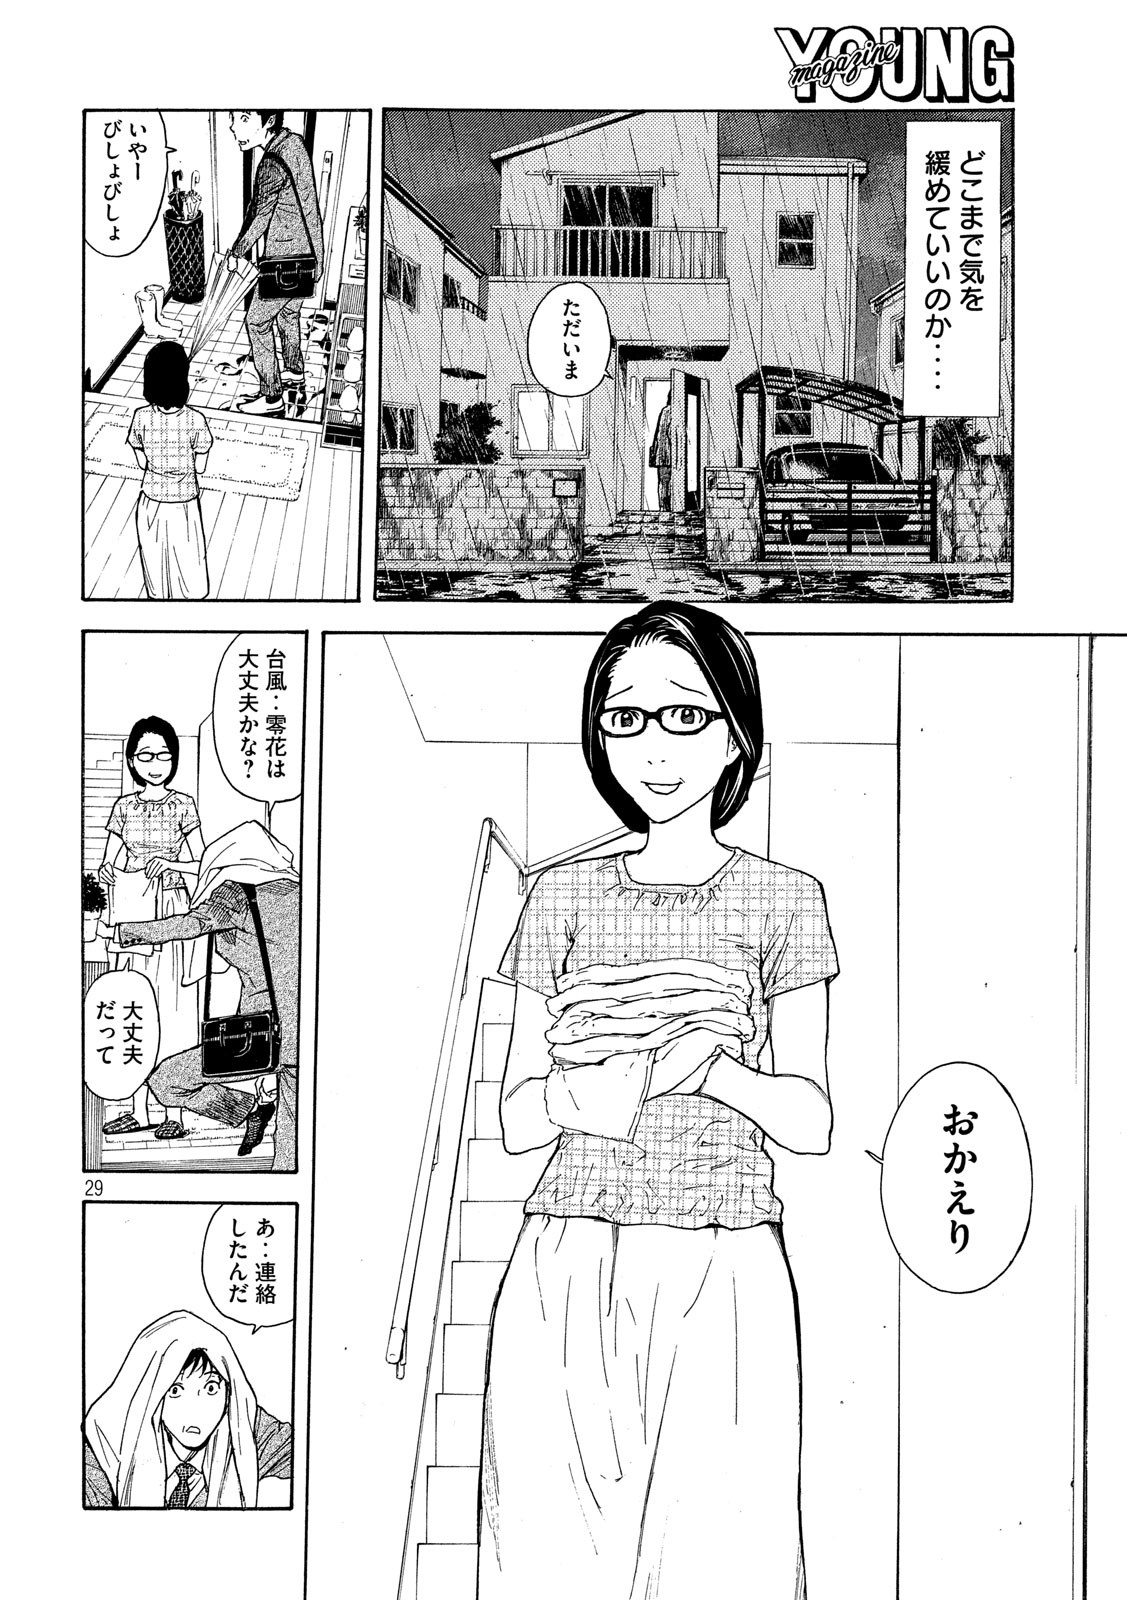 YOUNG
magazine
どこまで気を
緩めていいのか‥‥
ただいま
いやー
びしょびしょ
おかえり
台風‥零花は
大丈夫かな?
大丈夫
だって
あ‥連絡
したんだ
29